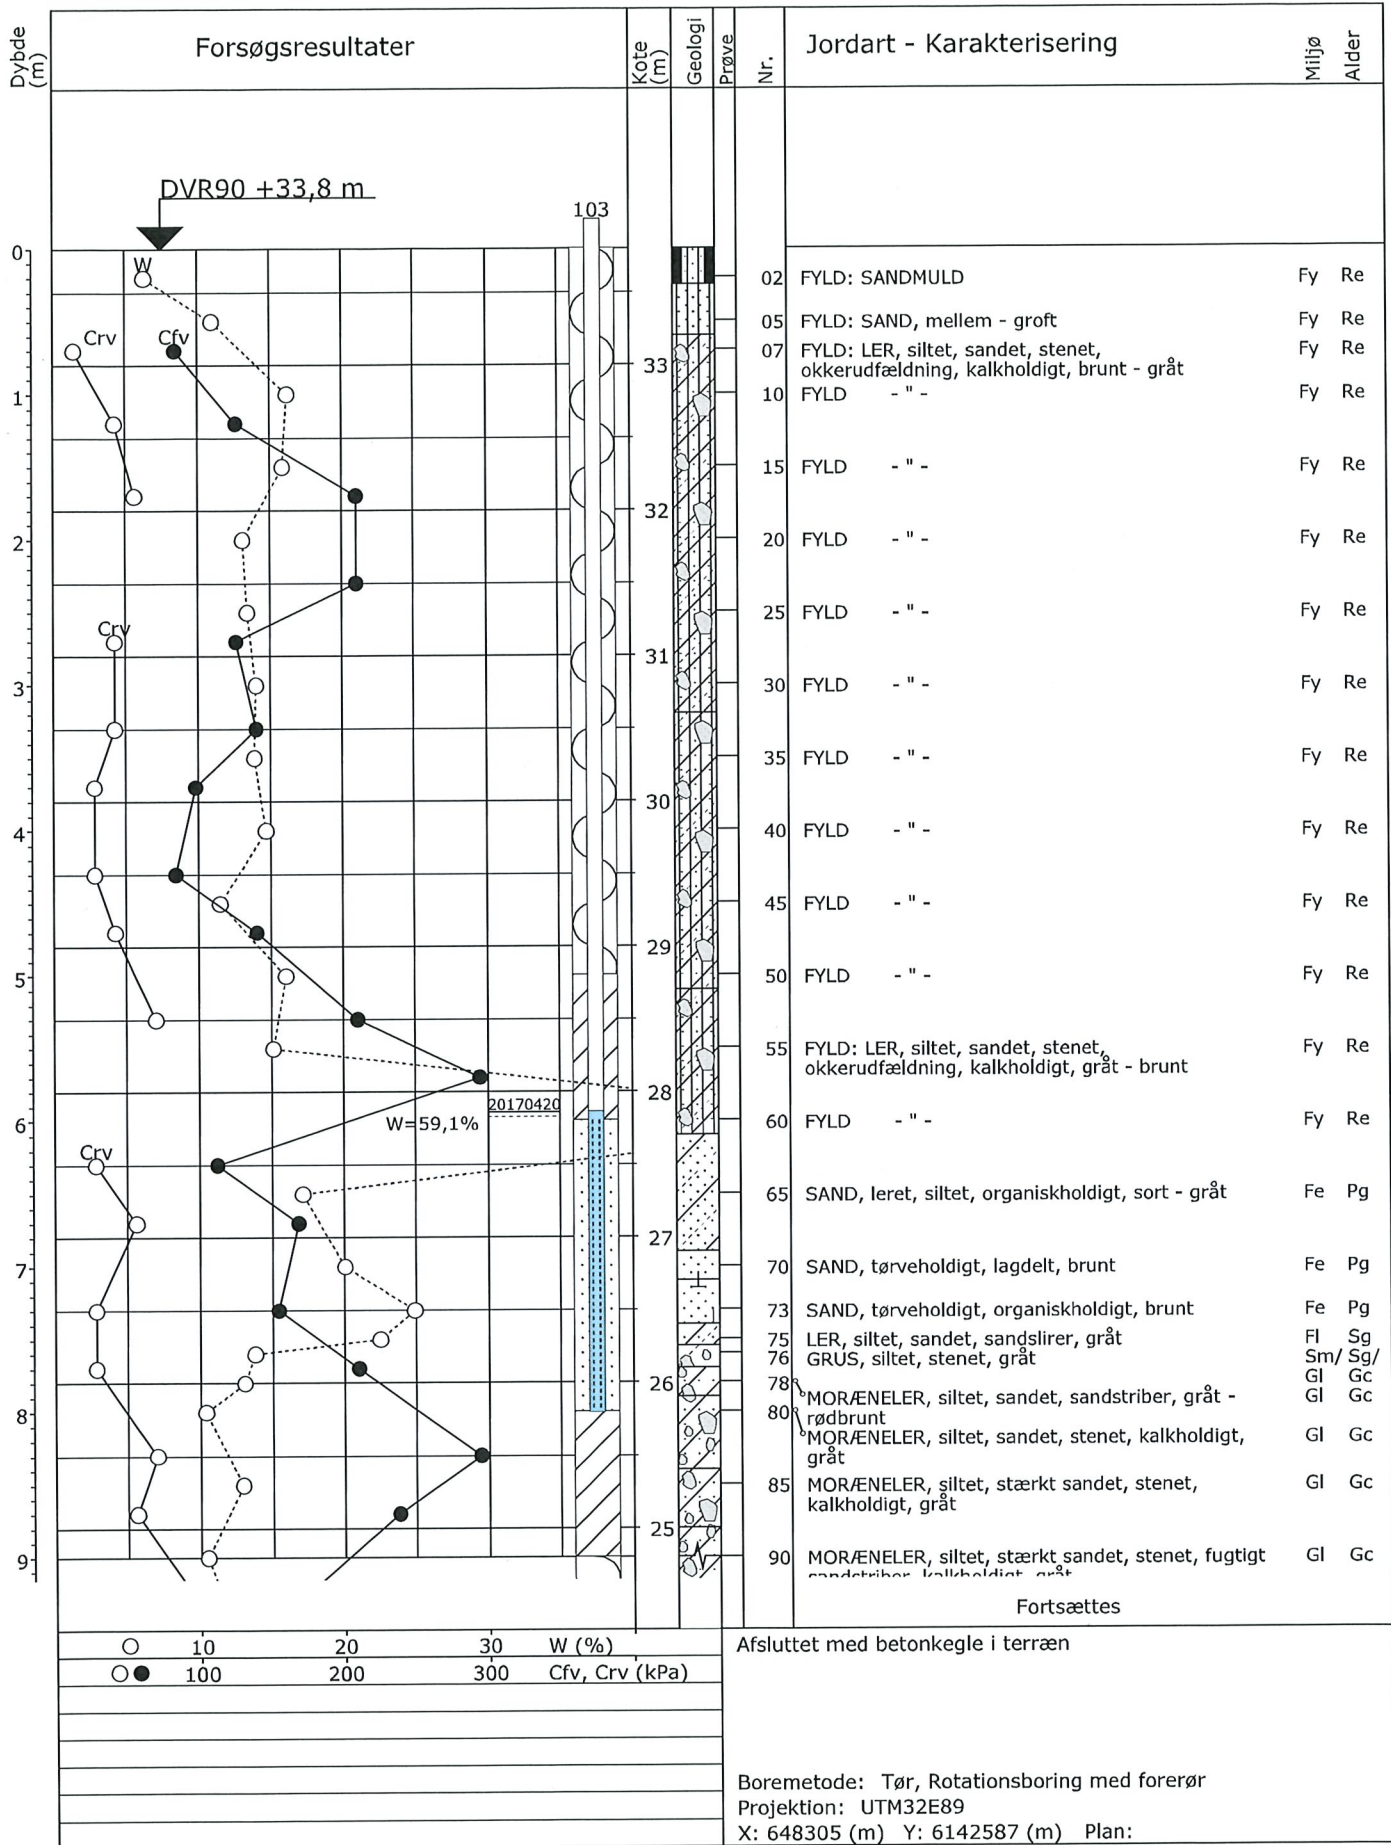 Dybde (m)
Forsøgsresultater
Kote (m)
Geologi
Prøve
Nr.
Jordart - Karakterisering
Miljø
Alder
DVR90 +33,8 m
103
0
W
02 FYLD: SANDMULD Fy Re
05 FYLD: SAND, mellem - groft Fy Re
Crv Cfv
07 FYLD: LER, siltet, sandet, stenet, Fy Re
okkerudfældning, kalkholdigt, brunt - gråt
33
1
10 FYLD - " - Fy Re
15 FYLD - " - Fy Re
32
2
20 FYLD - " - Fy Re
25 FYLD - " - Fy Re
Crv
31
3
30 FYLD - " - Fy Re
35 FYLD - " - Fy Re
30
4
40 FYLD - " - Fy Re
45 FYLD - " - Fy Re
29
5
50 FYLD - " - Fy Re
55 FYLD: LER, siltet, sandet, stenet, Fy Re
okkerudfældning, kalkholdigt, gråt - brunt
28
20170420
W=59,1%
6
60 FYLD - " - Fy Re
Crv
65 SAND, leret, siltet, organiskholdigt, sort - gråt Fe Pg
27
7
70 SAND, tørveholdigt, lagdelt, brunt Fe Pg
73 SAND, tørveholdigt, organiskholdigt, brunt Fe Pg
75 LER, siltet, sandet, sandslirer, gråt Fl Sg
76 GRUS, siltet, stenet, gråt Sm/ Sg/
Gl Gc
26
78 MORÆNELER, siltet, sandet, sandstriber, gråt - Gl Gc
rødbrunt
8
80 MORÆNELER, siltet, sandet, stenet, kalkholdigt, Gl Gc
gråt
85 MORÆNELER, siltet, stærkt sandet, stenet, Gl Gc
kalkholdigt, gråt
25
9
90 MORÆNELER, siltet, stærkt sandet, stenet, fugtigt Gl Gc
sandstriber, kalkholdigt, gråt
Fortsættes
10 20 30 W (%)
100 200 300 Cfv, Crv (kPa)
Afsluttet med betonkegle i terræn
Boremetode: Tør, Rotationsboring med forerør
Projektion: UTM32E89
X: 648305 (m) Y: 6142587 (m) Plan: